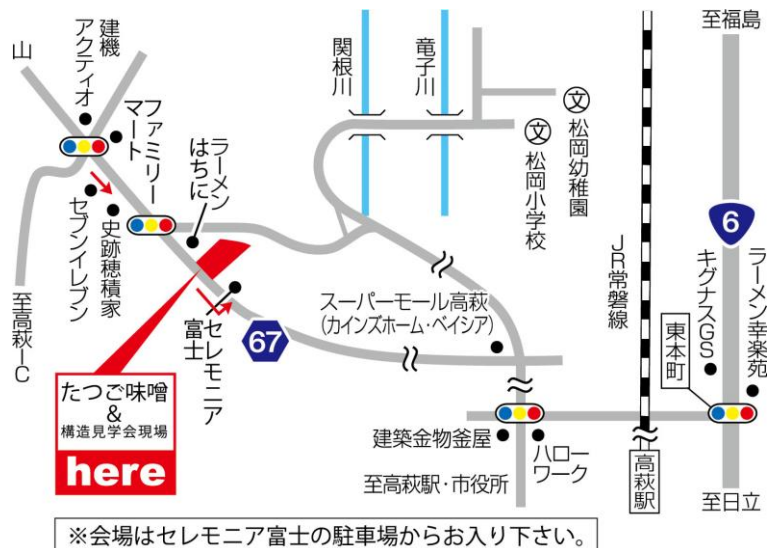 至福島
建機
アクティオ
山
関根川
竜子川
ファミリー
マート
ラーメン
はちに
文
松岡幼稚園
文
松岡小学校
6
JR常磐線
キグナスGS
ラーメン幸楽苑
東本町
セブンイレブン
史跡穂積家
至高萩IC
スーパーモール高萩
(カインズホーム・ベイシア)
セレモニア
富士
67
たつご味噌
&
構造見学会現場
here
建築金物釜屋
ハロー
ワーク
至高萩駅・市役所
高萩駅
至日立
※会場はセレモニア富士の駐車場からお入り下さい。